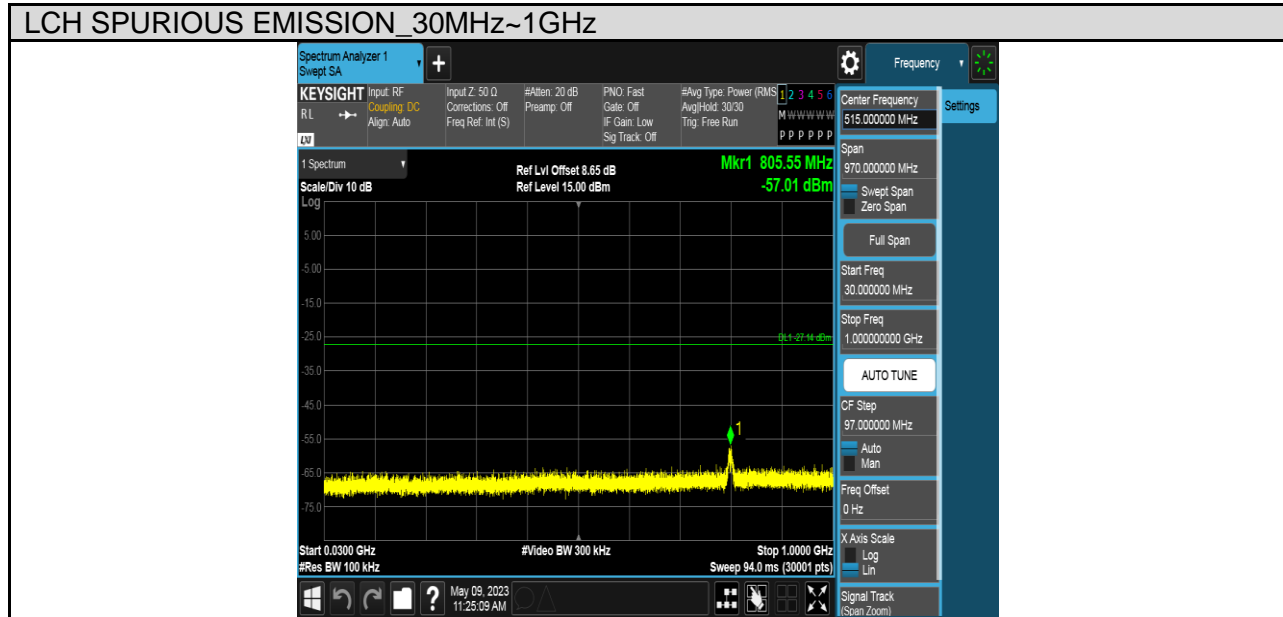 LCH SPURIOUS EMISSION_30MHz~1GHz
Spectrum Analyzer 1
Swept SA
+
Frequency
KEYSIGHT
RL
LXI
Input: RF
Coupling: DC
Align: Auto
Input Z: 50 Ω
Corrections: Off
Freq Ref: Int (S)
#Atten: 20 dB
Preamp: Off
PNO: Fast
Gate: Off
IF Gain: Low
Sig Track: Off
#Avg Type: Power (RMS
Avg|Hold: 30/30
Trig: Free Run
1 2 3 4 5 6
M W W W W W
P P P P P P
1 Spectrum
Scale/Div 10 dB
Ref Lvl Offset 8.65 dB
Ref Level 15.00 dBm
Mkr1 805.55 MHz
-57.01 dBm
Log
5.00
-5.00
-15.0
-25.0
DL1 -27.14 dBm
-35.0
-45.0
1
-55.0
-65.0
-75.0
Start 0.0300 GHz
#Res BW 100 kHz
#Video BW 300 kHz
Stop 1.0000 GHz
Sweep 94.0 ms (30001 pts)
?
May 09, 2023
11:25:09 AM
Center Frequency
515.000000 MHz
Settings
Span
970.000000 MHz
Swept Span
Zero Span
Full Span
Start Freq
30.000000 MHz
Stop Freq
1.000000000 GHz
AUTO TUNE
CF Step
97.000000 MHz
Auto
Man
Freq Offset
0 Hz
X Axis Scale
Log
Lin
Signal Track
(Span Zoom)